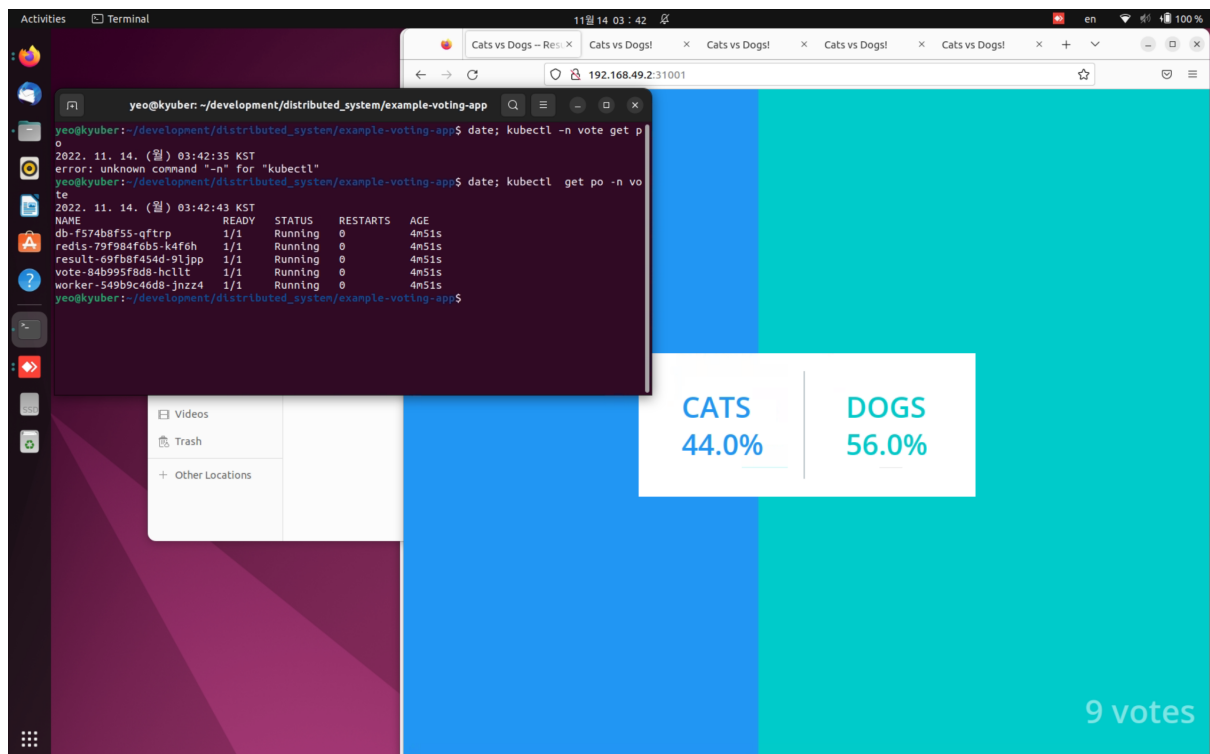 Activities Terminal 11월 14 03 : 42 en 100 %
Cats vs Dogs – Res Cats vs Dogs! Cats vs Dogs! Cats vs Dogs! Cats vs Dogs!
192.168.49.2:31001
yeo@kyuber: ~/development/distributed_system/example-voting-app
yeo@kyuber:~/development/distributed_system/example-voting-app$ date; kubectl -n vote get p
o
2022. 11. 14. (월) 03:42:35 KST
error: unknown command "-n" for "kubectl"
yeo@kyuber:~/development/distributed_system/example-voting-app$ date; kubectl  get po -n vo
te
2022. 11. 14. (월) 03:42:43 KST
NAME READY STATUS RESTARTS AGE
db-f574b8f55-qftrp 1/1 Running 0 4m51s
redis-79f984f6b5-k4f6h 1/1 Running 0 4m51s
result-69fb8f454d-9ljpp 1/1 Running 0 4m51s
vote-84b995f8d8-hcllt 1/1 Running 0 4m51s
worker-549b9c46d8-jnzz4 1/1 Running 0 4m51s
yeo@kyuber:~/development/distributed_system/example-voting-app$
SSD
Videos
Trash
Other Locations
CATS DOGS
44.0% 56.0%
9 votes